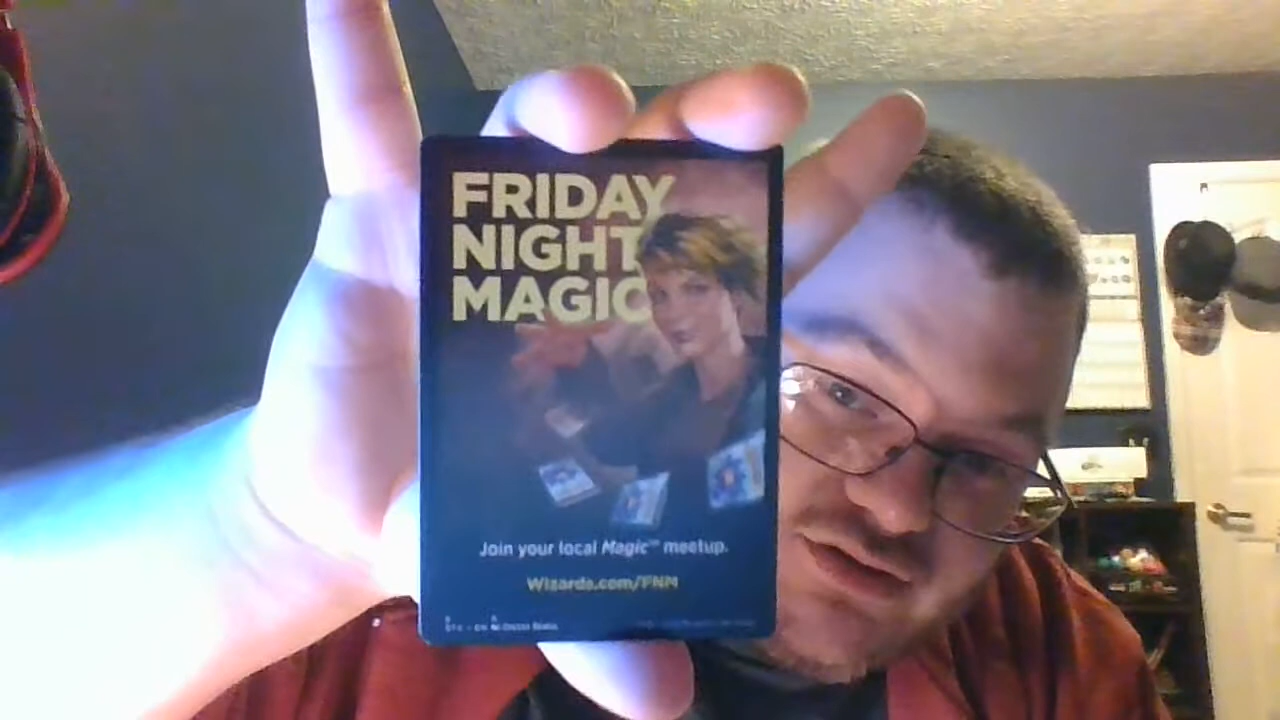 FRIDAY
NIGHT
MAGIC
Join your local Magic™ meetup.
Wizards.com/FNM